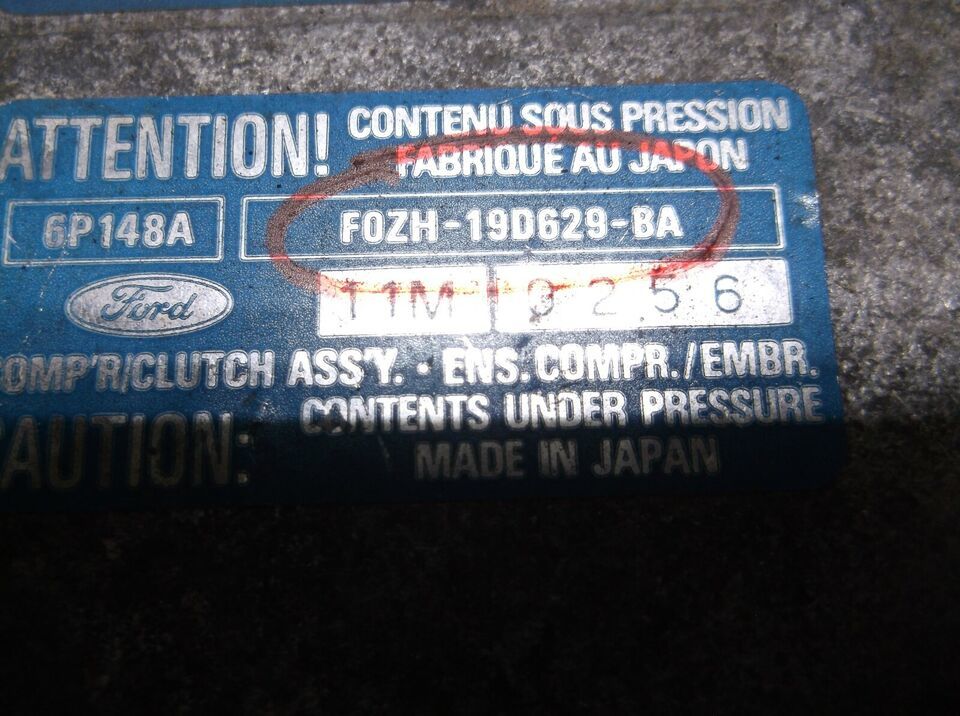 ATTENTION! CONTENU SOUS PRESSION
FABRIQUE AU JAPON
6P148A F0ZH-19D629-BA
Ford 11M 9256
COMP'R/CLUTCH ASS'Y. · ENS. COMPR./EMBR.
CAUTION: CONTENTS UNDER PRESSURE
MADE IN JAPAN